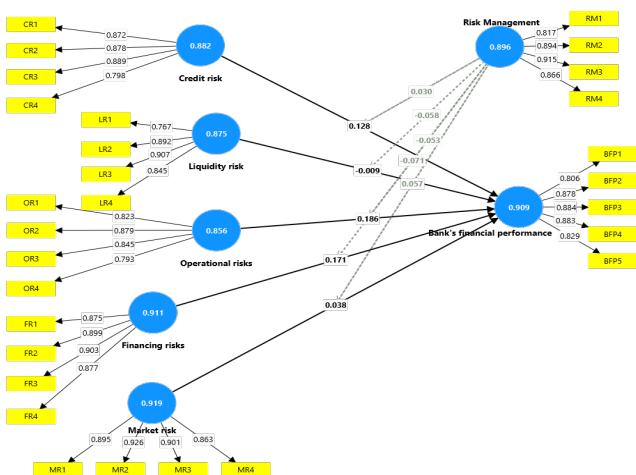 Risk Management
RM1
RM2
RM3
RM4
0.817
0.894
0.915
0.866
0.896
CR1
CR2
CR3
CR4
0.872
0.878
0.889
0.798
0.882
Credit risk
0.030
-0.058
-0.053
-0.071
0.057
0.128
-0.009
0.186
0.171
0.038
LR1
LR2
LR3
LR4
0.767
0.892
0.907
0.845
0.875
Liquidity risk
BFP1
BFP2
BFP3
BFP4
BFP5
0.806
0.878
0.884
0.883
0.829
0.909
Bank's financial performance
OR1
OR2
OR3
OR4
0.823
0.879
0.845
0.793
0.856
Operational risks
FR1
FR2
FR3
FR4
0.875
0.899
0.903
0.877
0.911
Financing risks
0.919
Market risk
0.895
0.926
0.901
0.863
MR1
MR2
MR3
MR4